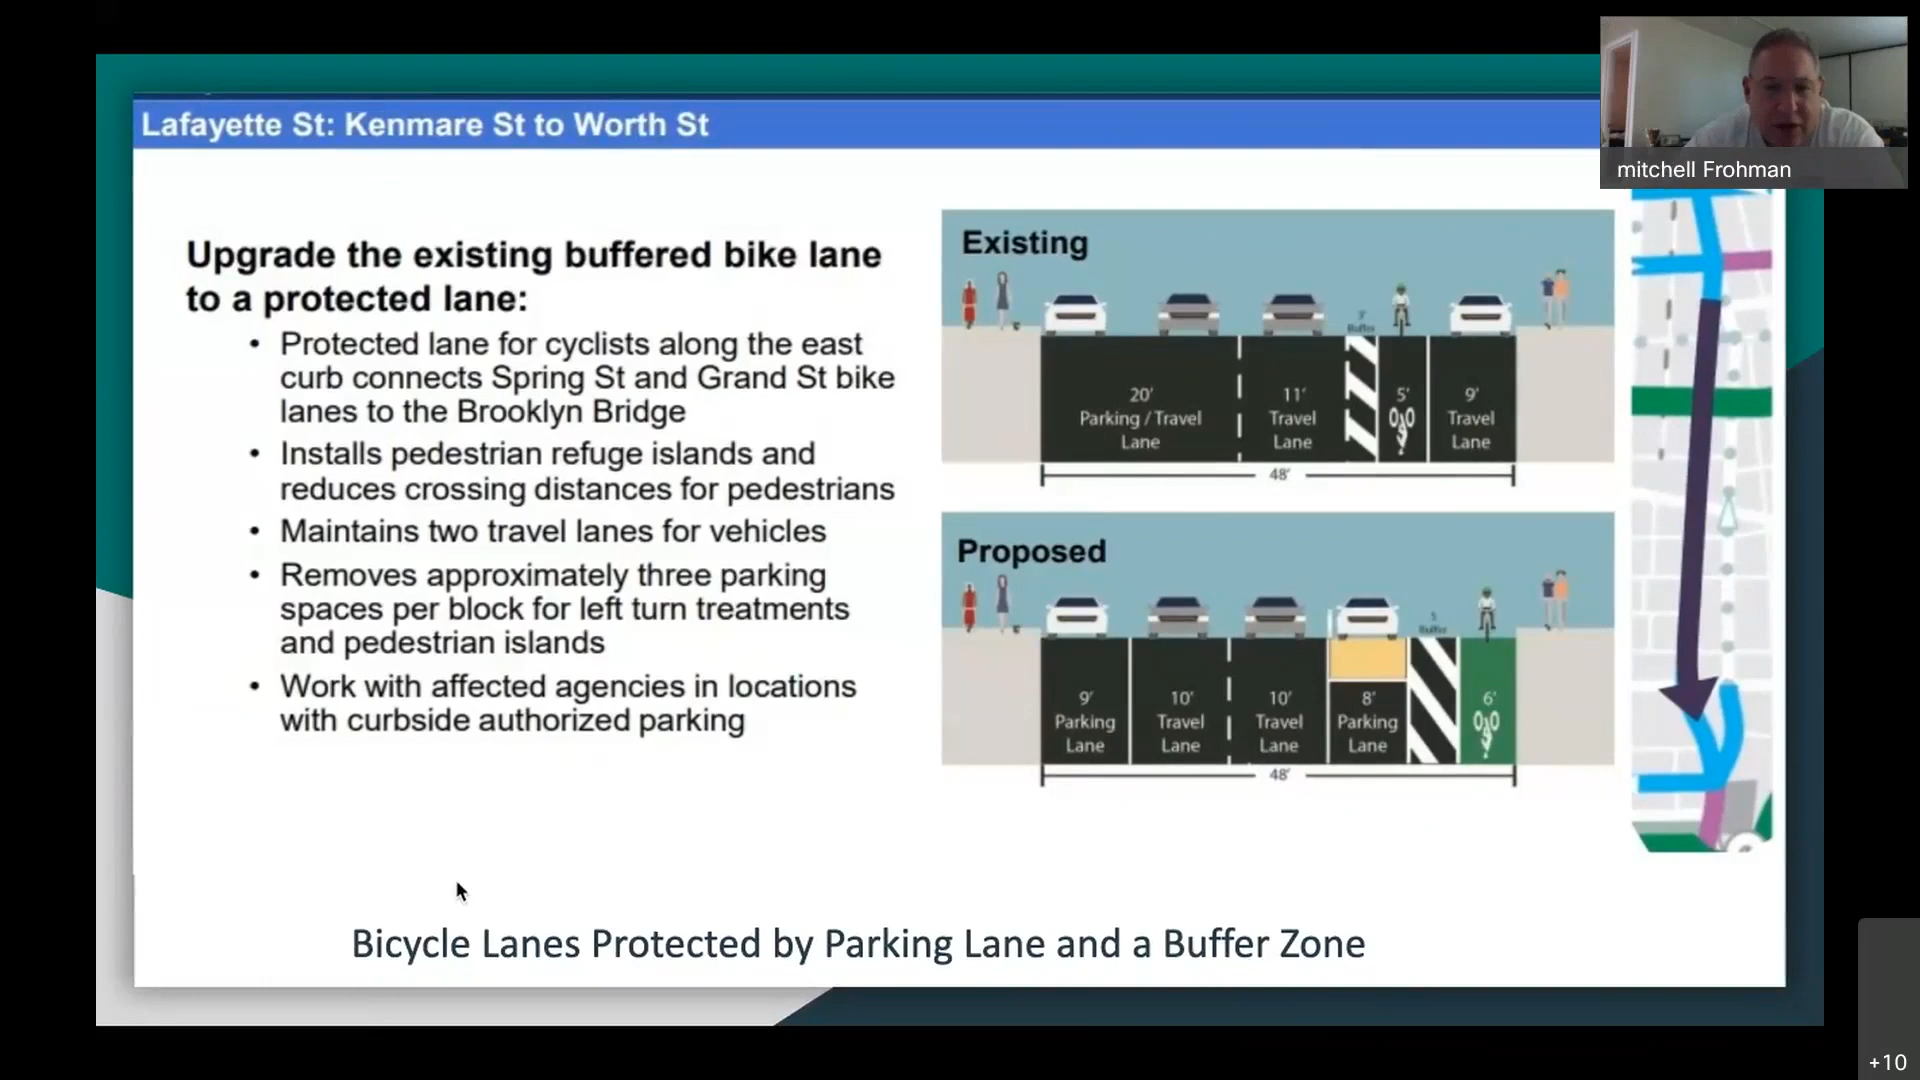 Lafayette St: Kenmare St to Worth St
mitchell Frohman
Upgrade the existing buffered bike lane
to a protected lane:
• Protected lane for cyclists along the east
curb connects Spring St and Grand St bike
lanes to the Brooklyn Bridge
• Installs pedestrian refuge islands and
reduces crossing distances for pedestrians
• Maintains two travel lanes for vehicles
• Removes approximately three parking
spaces per block for left turn treatments
and pedestrian islands
• Work with affected agencies in locations
with curbside authorized parking
Existing
3'
Buffer
20'
Parking / Travel
Lane
11'
Travel
Lane
5'
9'
Travel
Lane
48'
Proposed
Buffer
9'
Parking
Lane
10'
Travel
Lane
10'
Travel
Lane
8'
Parking
Lane
6'
48'
Bicycle Lanes Protected by Parking Lane and a Buffer Zone
+10